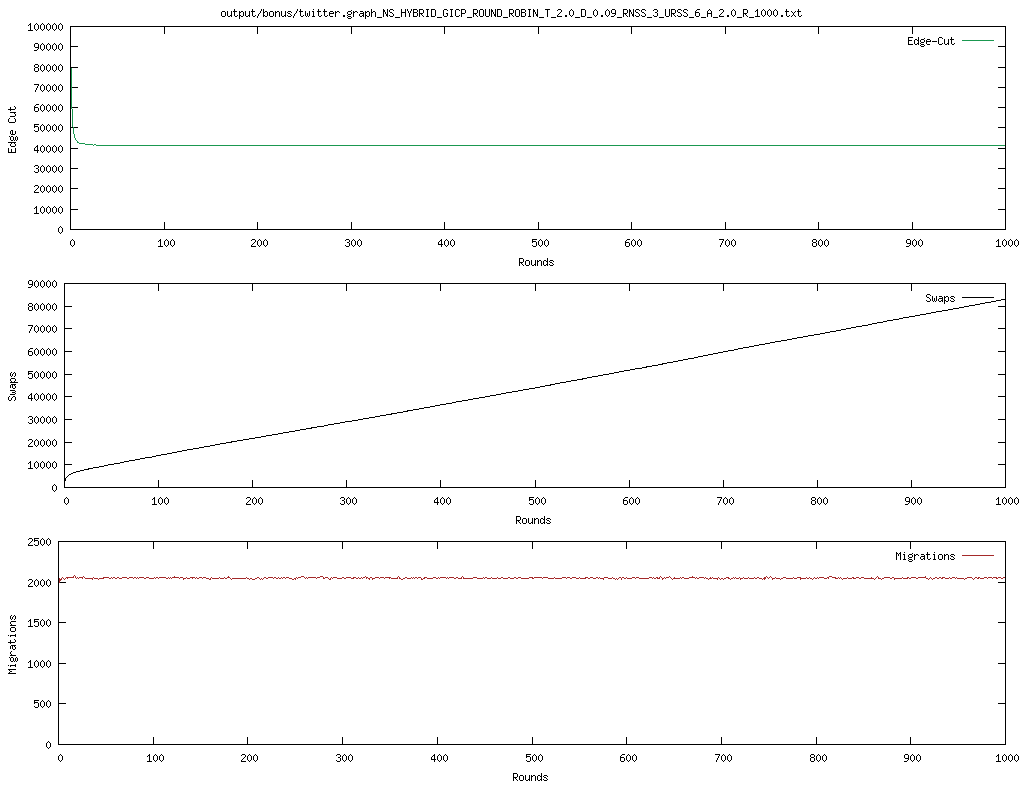 output/bonus/twitter.graph_NS_HYBRID_GICP_ROUND_ROBIN_T_2.0_D_0.09_RNSS_3_URSS_6_A_2.0_R_1000.txt
100000
90000
80000
70000
60000
50000
40000
30000
20000
10000
0
Edge Cut
Edge-Cut
0 100 200 300 400 500 600 700 800 900 1000
Rounds
90000
80000
70000
60000
50000
40000
30000
20000
10000
0
Swaps
Swaps
0 100 200 300 400 500 600 700 800 900 1000
Rounds
2500
2000
1500
1000
500
0
Migrations
Migrations
0 100 200 300 400 500 600 700 800 900 1000
Rounds